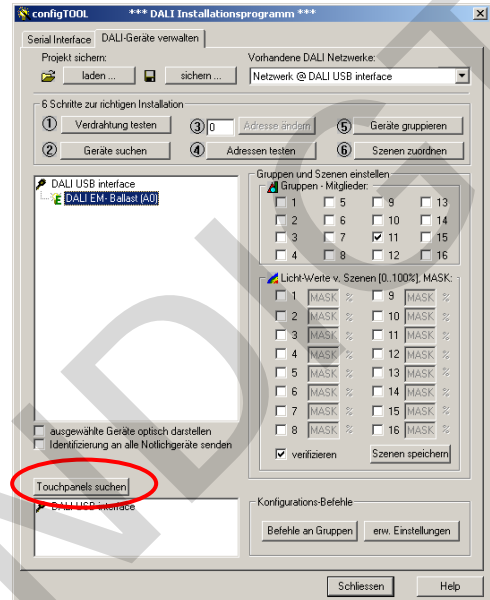 configTOOL *** DALI Installationsprogramm ***
Serial Interface DALI-Geräte verwalten
Projekt sichern:
laden ... sichern ...
Vorhandene DALI Netzwerke:
Netzwerk @ DALI USB interface
6 Schritte zur richtigen Installation
1 Verdrahtung testen 3 0 Adresse ändern 5 Geräte gruppieren
2 Geräte suchen 4 Adressen testen 6 Szenen zuordnen
DALI USB interface
DALI EM- Ballast (A0)
Gruppen und Szenen einstellen
Gruppen - Mitglieder:
1 5 9 13
2 6 10 14
3 7 11 15
4 8 12 16
Licht-Werte v. Szenen [0..100%], MASK:
1 MASK % 9 MASK %
2 MASK % 10 MASK %
3 MASK % 11 MASK %
4 MASK % 12 MASK %
5 MASK % 13 MASK %
6 MASK % 14 MASK %
7 MASK % 15 MASK %
8 MASK % 16 MASK %
verifizieren Szenen speichern
ausgewählte Geräte optisch darstellen
Identifizierung an alle Notlichgeräte senden
Touchpanels suchen
DALI USB interface
Konfigurations-Befehle
Befehle an Gruppen erw. Einstellungen
Schliessen Help